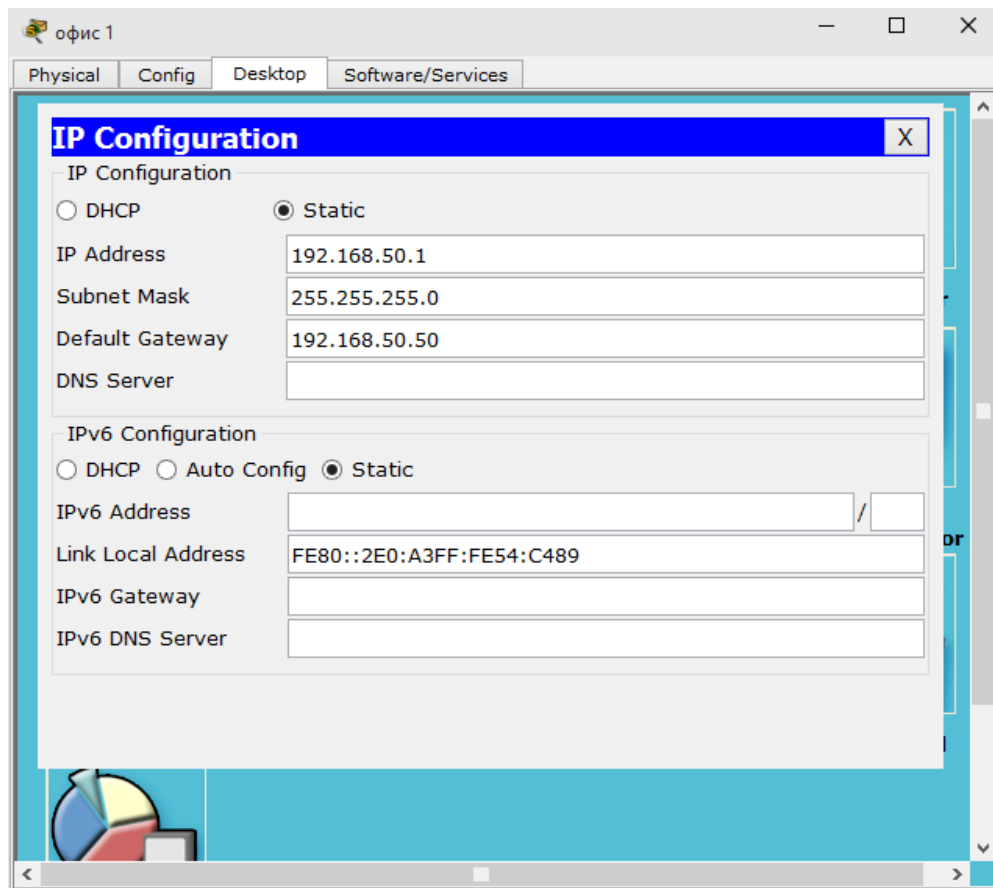 офис 1
Physical Config Desktop Software/Services
IP Configuration X
IP Configuration
DHCP Static
IP Address 192.168.50.1
Subnet Mask 255.255.255.0
Default Gateway 192.168.50.50
DNS Server
IPv6 Configuration
DHCP Auto Config Static
IPv6 Address /
Link Local Address FE80::2E0:A3FF:FE54:C489
IPv6 Gateway
IPv6 DNS Server